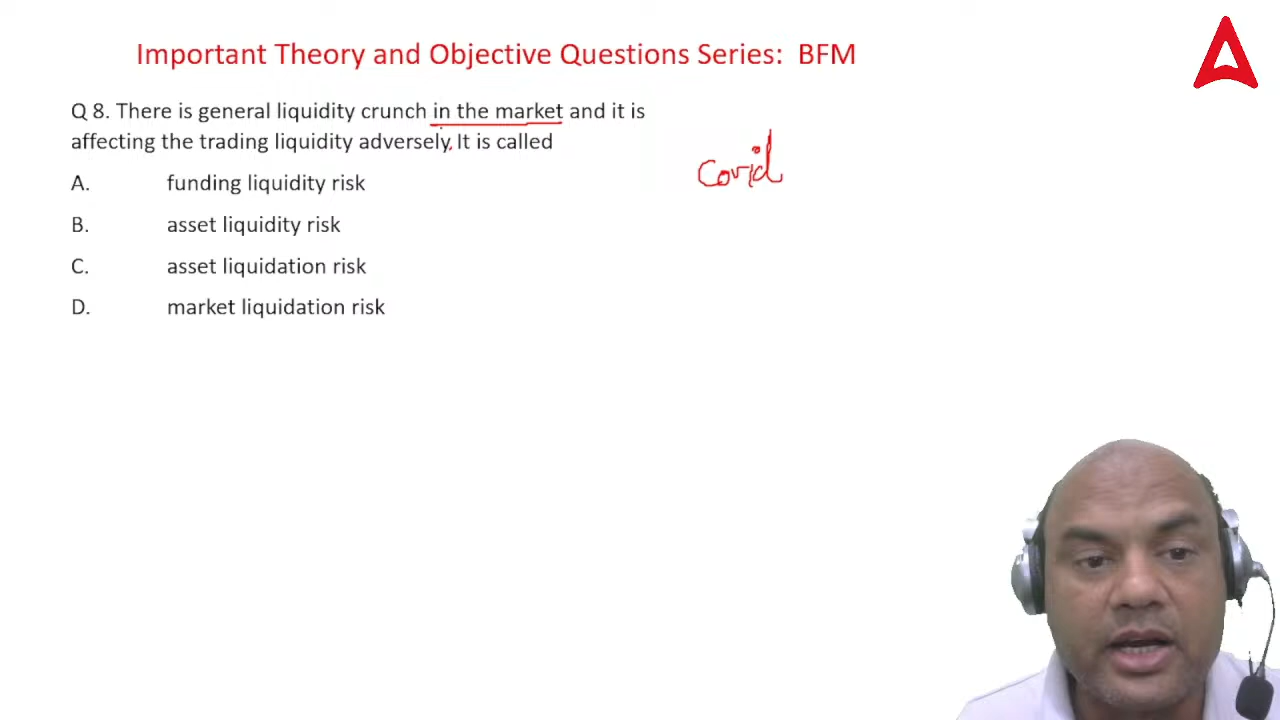 Important Theory and Objective Questions Series: BFM
Q 8. There is general liquidity crunch in the market and it is
affecting the trading liquidity adversely. It is called
Covid
A. funding liquidity risk
B. asset liquidity risk
C. asset liquidation risk
D. market liquidation risk